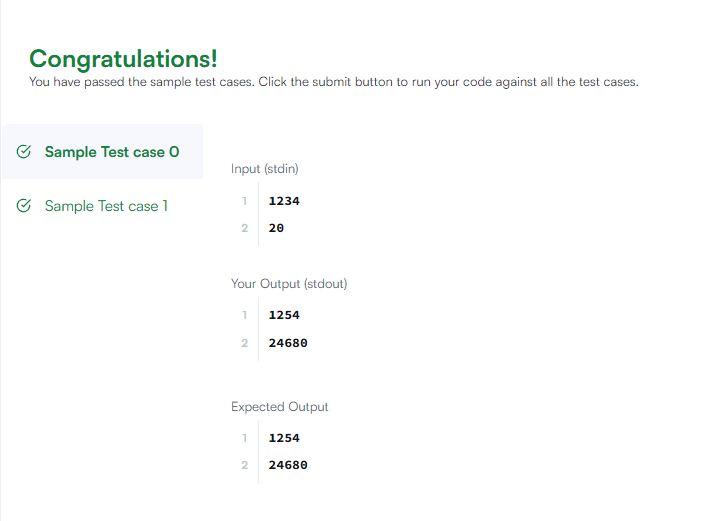 Congratulations!
You have passed the sample test cases. Click the submit button to run your code against all the test cases.
Sample Test case 0
Sample Test case 1
Input (stdin)
1 1234
2 20
Your Output (stdout)
1 1254
2 24680
Expected Output
1 1254
2 24680